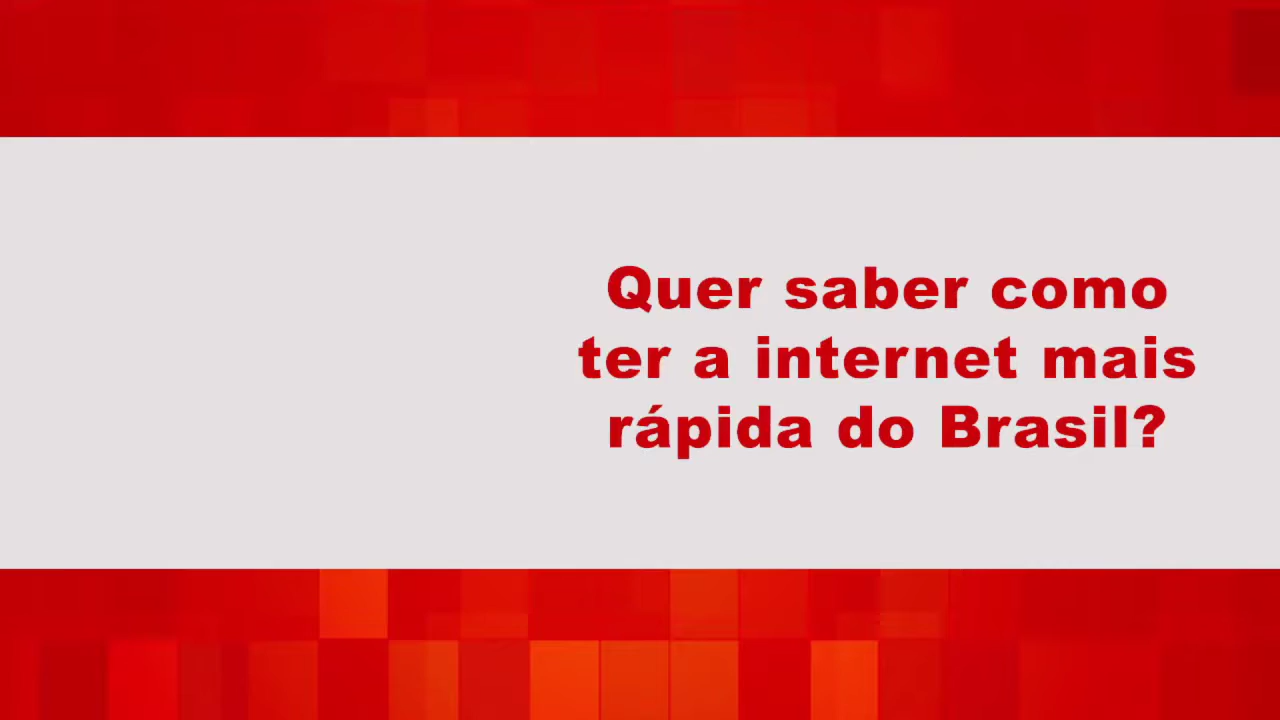 Quer saber como
ter a internet mais
rápida do Brasil?